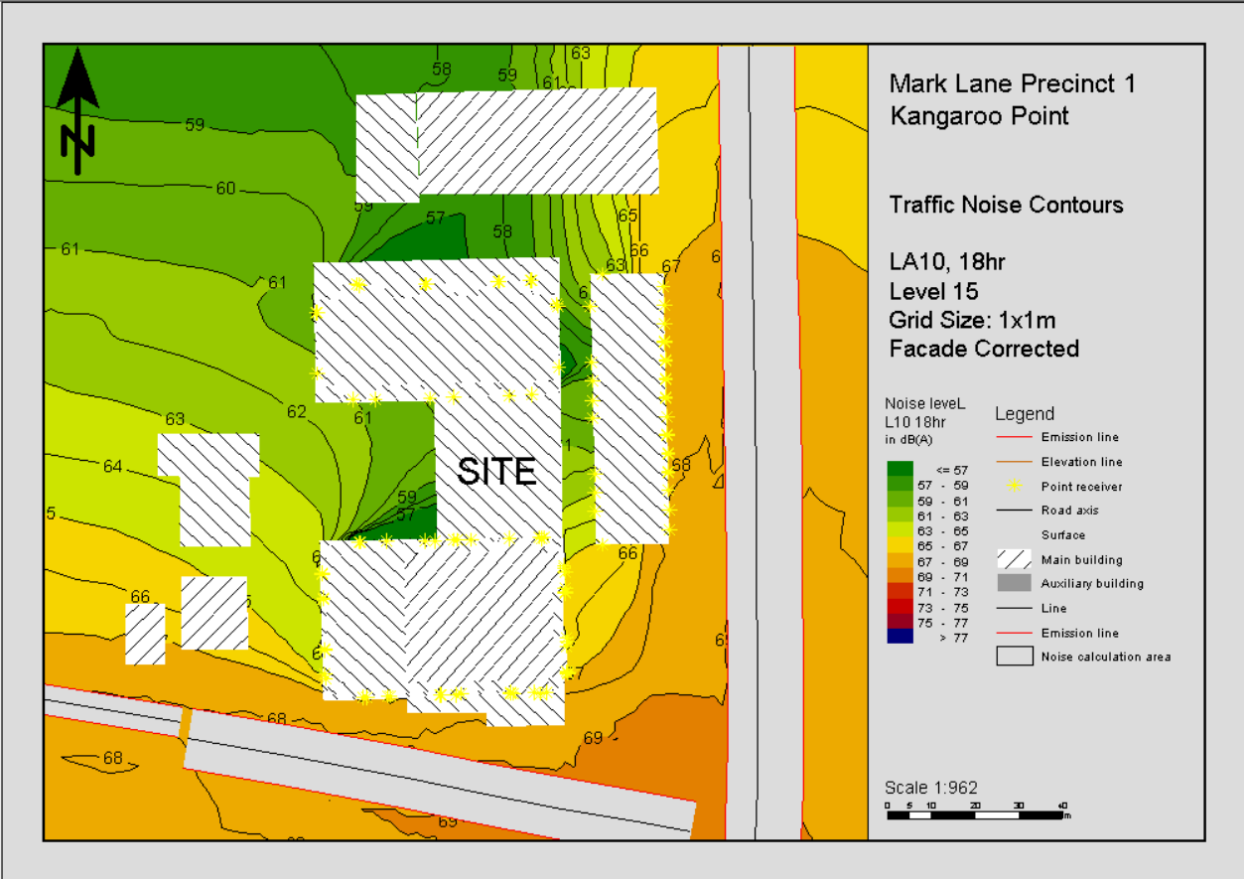 63
58
59
61
59
60
59
57
58
65
66
63
67
61
61
62
61
63
64
58
SITE
59
57
66
66
68
69
68
69
N
Mark Lane Precinct 1
Kangaroo Point
Traffic Noise Contours
LA10, 18hr
Level 15
Grid Size: 1x1m
Facade Corrected
Noise leveL
L10 18hr
in dB(A)
<= 57
57 - 59
59 - 61
61 - 63
63 - 65
65 - 67
67 - 69
69 - 71
71 - 73
73 - 75
75 - 77
> 77
Legend
Emission line
Elevation line
Point receiver
Road axis
Surface
Main building
Auxiliary building
Line
Emission line
Noise calculation area
Scale 1:962
0 5 10 20 30 40
m